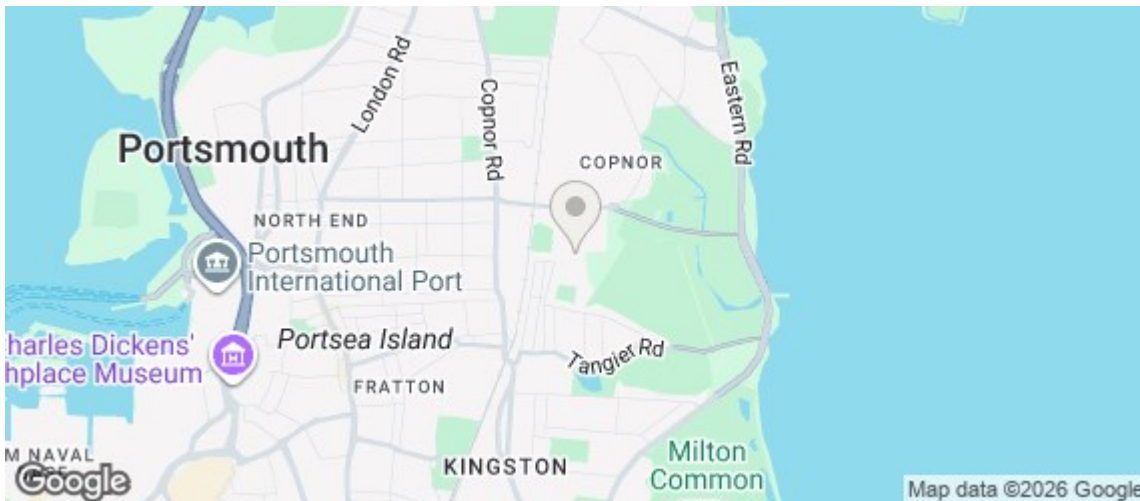 London Rd
Copnor Rd
Eastern Rd
Portsmouth
COPNOR
NORTH END
Portsmouth
International Port
Portsea Island
harles Dickens'
hplace Museum
Tangier Rd
FRATTON
M NAVAL
KINGSTON
Milton
Common
Google
Map data ©2026 Google